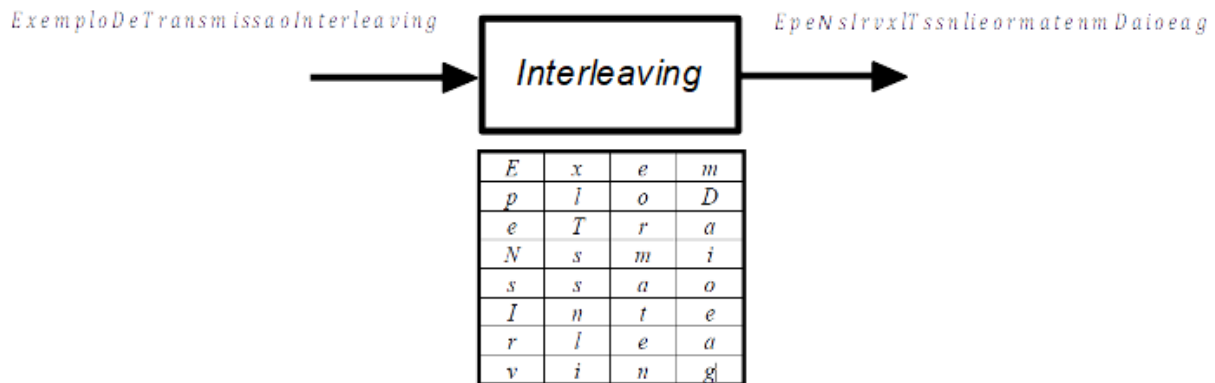 ExemploDeTransmissaoInterleaving
EpeNsIrvxlTssnlieormatenmDaioeag
Interleaving
E x e m
p l o D
e T r a
N s m i
s s a o
I n t e
r l e a
v i n g